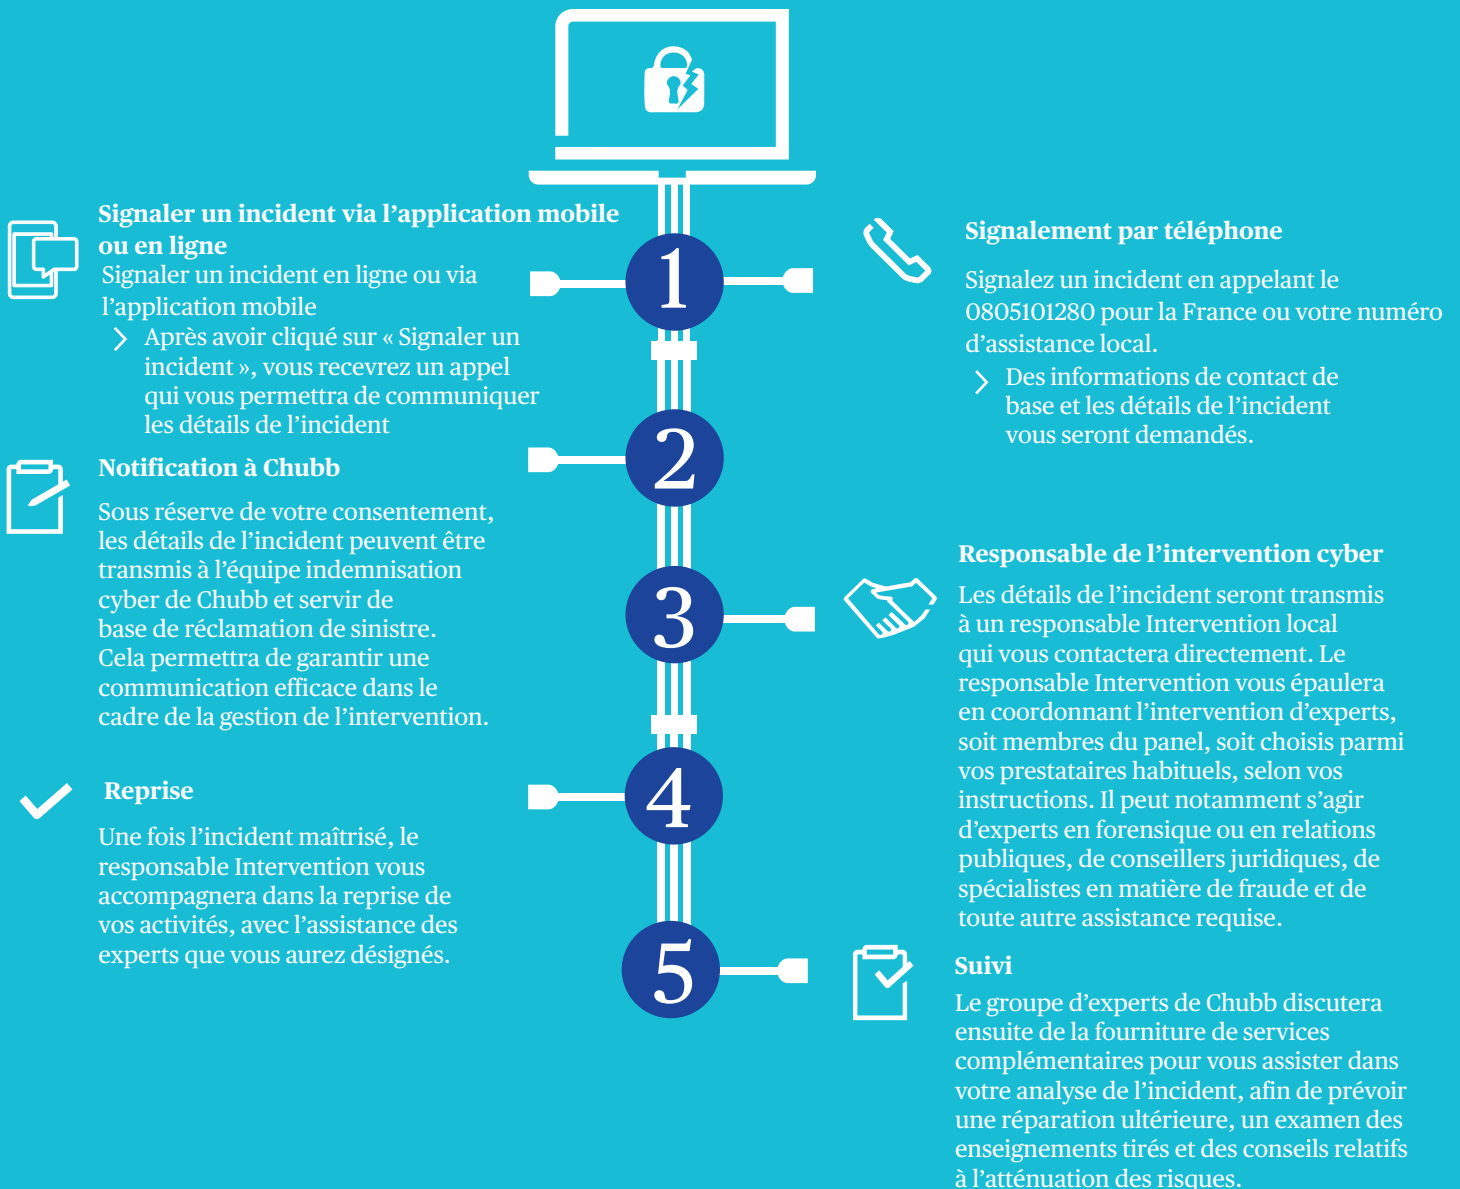 1
Signaler un incident via l’application mobile
ou en ligne
Signaler un incident en ligne ou via
l’application mobile
Après avoir cliqué sur « Signaler un
incident », vous recevrez un appel
qui vous permettra de communiquer
les détails de l’incident
Signalement par téléphone
Signalez un incident en appelant le
0805101280 pour la France ou votre numéro
d’assistance local.
Des informations de contact de
base et les détails de l’incident
vous seront demandés.
2
Notification à Chubb
Sous réserve de votre consentement,
les détails de l’incident peuvent être
transmis à l’équipe indemnisation
cyber de Chubb et servir de
base de réclamation de sinistre.
Cela permettra de garantir une
communication efficace dans le
cadre de la gestion de l’intervention.
3
Responsable de l’intervention cyber
Les détails de l’incident seront transmis
à un responsable Intervention local
qui vous contactera directement. Le
responsable Intervention vous épaulera
en coordonnant l’intervention d’experts,
soit membres du panel, soit choisis parmi
vos prestataires habituels, selon vos
instructions. Il peut notamment s’agir
d’experts en forensique ou en relations
publiques, de conseillers juridiques, de
spécialistes en matière de fraude et de
toute autre assistance requise.
4
Reprise
Une fois l’incident maîtrisé, le
responsable Intervention vous
accompagnera dans la reprise de
vos activités, avec l’assistance des
experts que vous aurez désignés.
5
Suivi
Le groupe d’experts de Chubb discutera
ensuite de la fourniture de services
complémentaires pour vous assister dans
votre analyse de l’incident, afin de prévoir
une réparation ultérieure, un examen des
enseignements tirés et des conseils relatifs
à l’atténuation des risques.